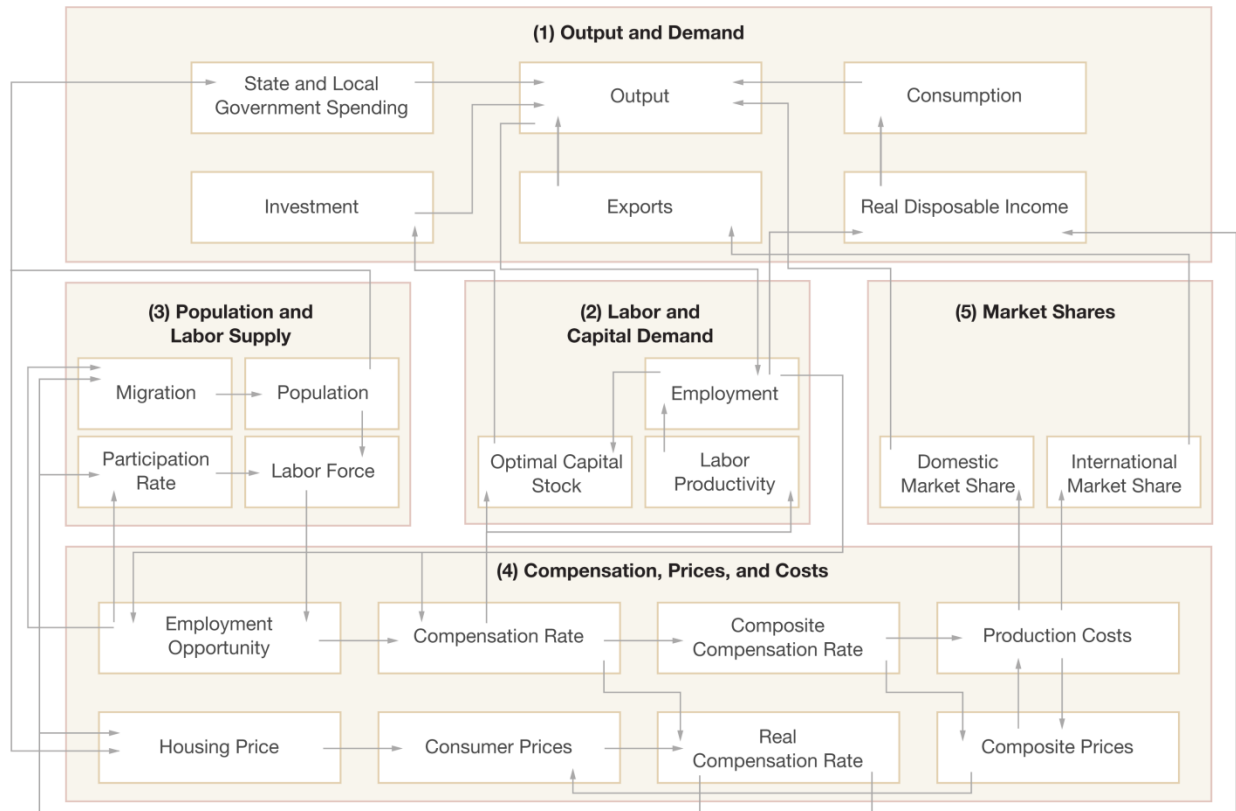 (1) Output and Demand
State and Local
Government Spending
Output
Consumption
Investment
Exports
Real Disposable Income
(3) Population and
Labor Supply
Migration
Population
Participation
Rate
Labor Force
(2) Labor and
Capital Demand
Employment
Optimal Capital
Stock
Labor
Productivity
(5) Market Shares
Domestic
Market Share
International
Market Share
(4) Compensation, Prices, and Costs
Employment
Opportunity
Compensation Rate
Composite
Compensation Rate
Production Costs
Housing Price
Consumer Prices
Real
Compensation Rate
Composite Prices